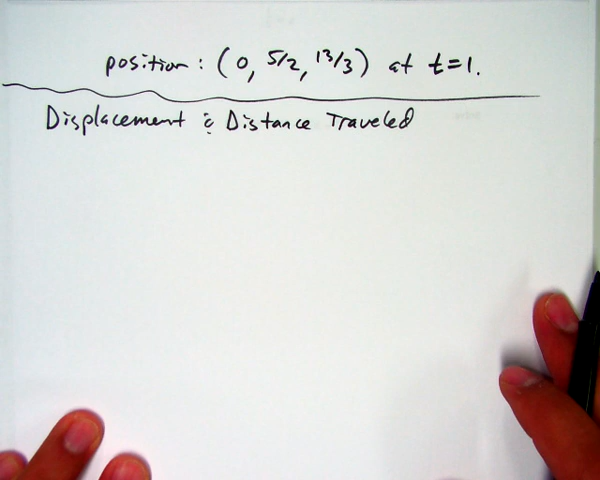 position: (0, 5/2, 13/3) at t=1.
Displacement & Distance Traveled